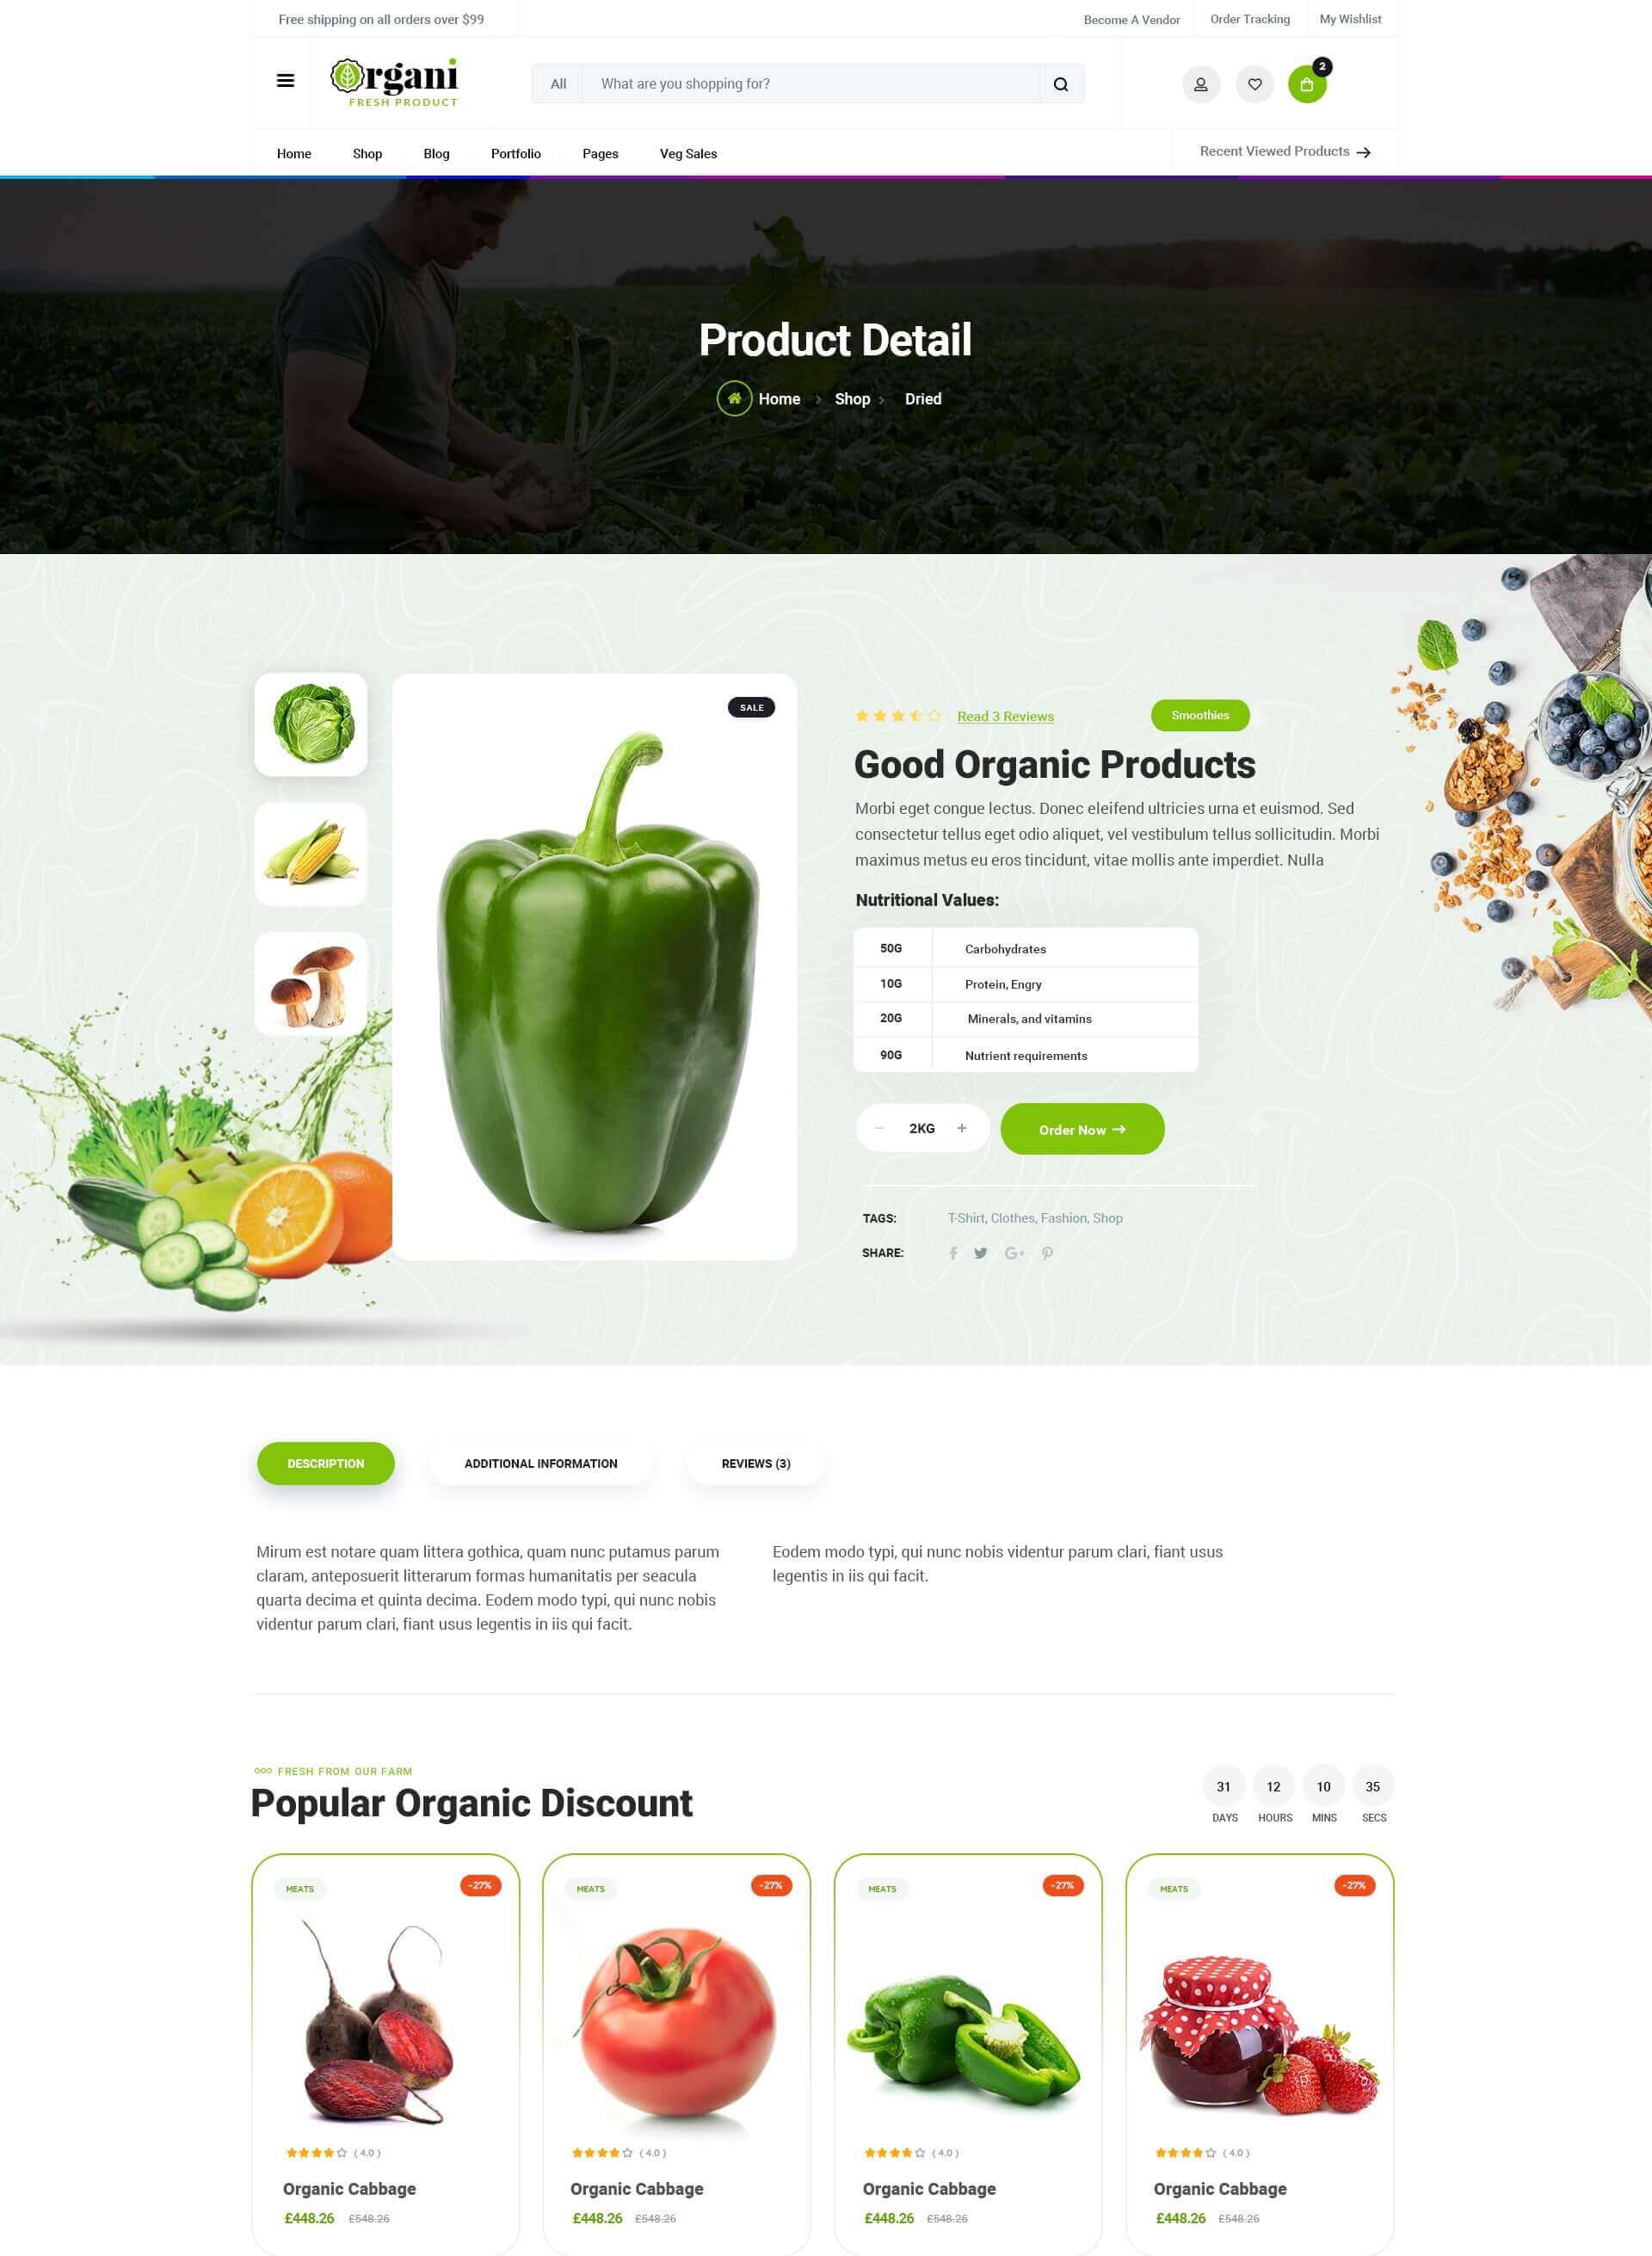 Free shipping on all orders over $99
Become A Vendor
Order Tracking
My Wishlist
Organi
FRESH PRODUCT
All
What are you shopping for?
2
Home
Shop
Blog
Portfolio
Pages
Veg Sales
Recent Viewed Products
Product Detail
Home
Shop
Dried
SALE
Read 3 Reviews
Smoothies
Good Organic Products
Morbi eget congue lectus. Donec eleifend ultricies urna et euismod. Sed
consectetur tellus eget odio aliquet, vel vestibulum tellus sollicitudin. Morbi
maximus metus eu eros tincidunt, vitae mollis ante imperdiet. Nulla
Nutritional Values:
50G Carbohydrates
10G Protein, Engry
20G Minerals, and vitamins
90G Nutrient requirements
2KG
Order Now
TAGS: T-Shirt, Clothes, Fashion, Shop
SHARE:
DESCRIPTION
ADDITIONAL INFORMATION
REVIEWS (3)
Mirum est notare quam littera gothica, quam nunc putamus parum
claram, anteposuerit litterarum formas humanitatis per seacula
quarta decima et quinta decima. Eodem modo typi, qui nunc nobis
videntur parum clari, fiant usus legentis in iis qui facit.
Eodem modo typi, qui nunc nobis videntur parum clari, fiant usus
legentis in iis qui facit.
FRESH FROM OUR FARM
Popular Organic Discount
31 12 10 35
DAYS HOURS MINS SECS
MEATS
-27%
( 4.0 )
Organic Cabbage
£448.26 £548.26
MEATS
-27%
( 4.0 )
Organic Cabbage
£448.26 £548.26
MEATS
-27%
( 4.0 )
Organic Cabbage
£448.26 £548.26
MEATS
-27%
( 4.0 )
Organic Cabbage
£448.26 £548.26